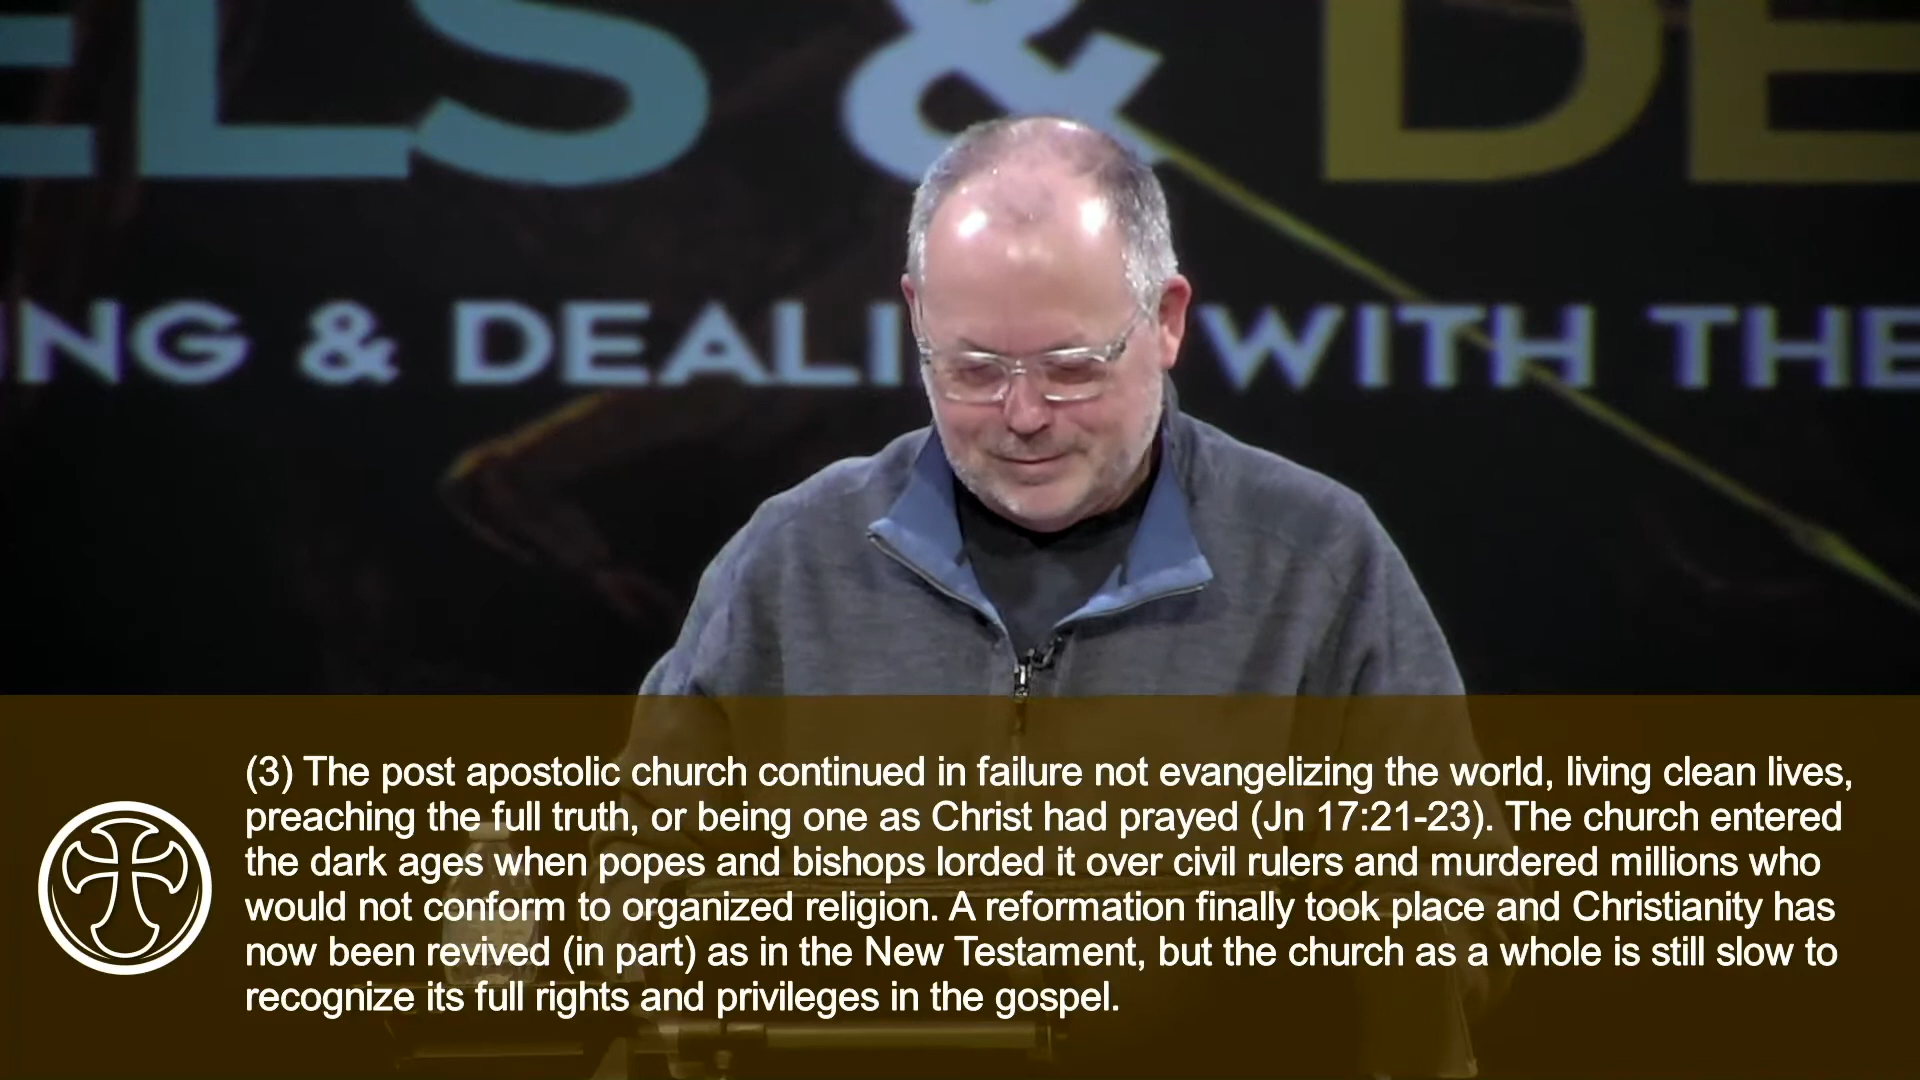 ELS & DE
ING & DEALI WITH THE
(3) The post apostolic church continued in failure not evangelizing the world, living clean lives,
preaching the full truth, or being one as Christ had prayed (Jn 17:21-23). The church entered
the dark ages when popes and bishops lorded it over civil rulers and murdered millions who
would not conform to organized religion. A reformation finally took place and Christianity has
now been revived (in part) as in the New Testament, but the church as a whole is still slow to
recognize its full rights and privileges in the gospel.